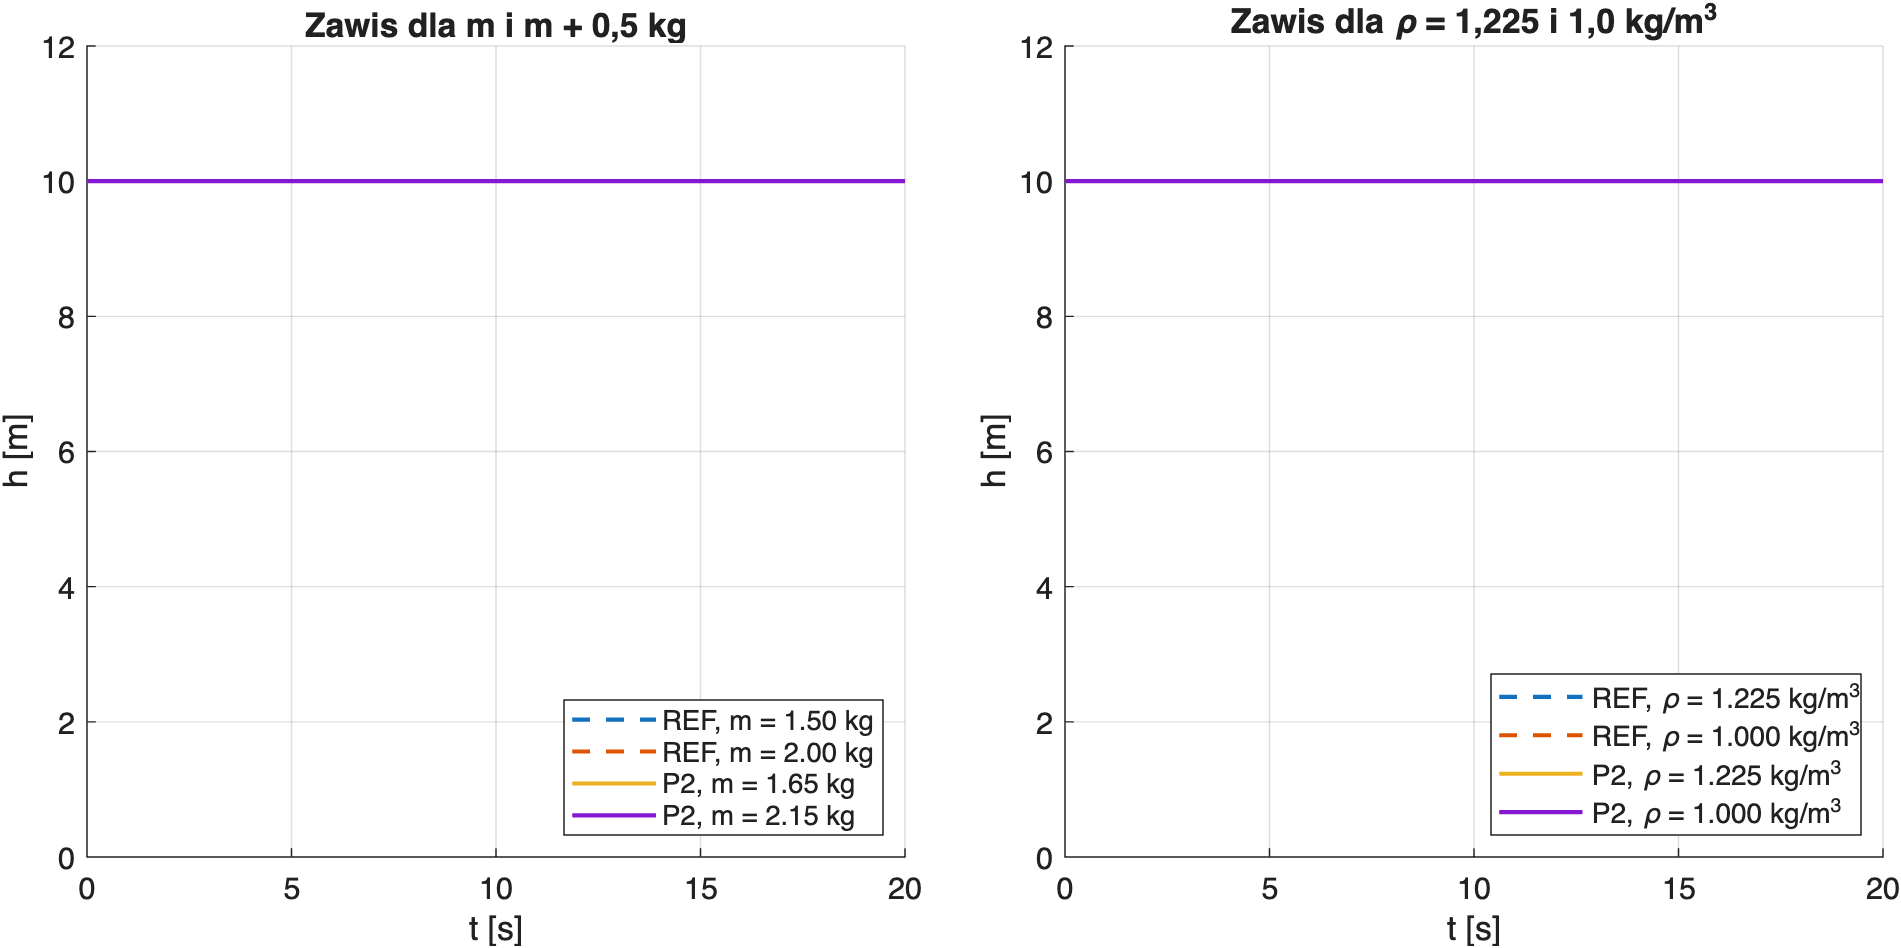 Zawis dla m i m + 0,5 kg
12
10
8
6
4
2
0
h [m]
0 5 10 15 20
t [s]
REF, m = 1.50 kg
REF, m = 2.00 kg
P2, m = 1.65 kg
P2, m = 2.15 kg
Zawis dla ρ = 1,225 i 1,0 kg/m³
12
10
8
6
4
2
0
h [m]
0 5 10 15 20
t [s]
REF, ρ = 1.225 kg/m³
REF, ρ = 1.000 kg/m³
P2, ρ = 1.225 kg/m³
P2, ρ = 1.000 kg/m³